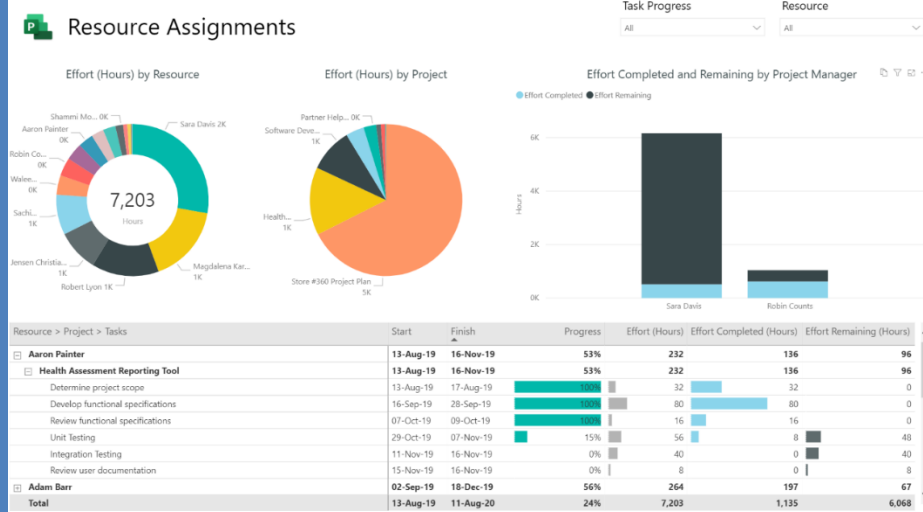 Task Progress
Resource
P
Resource Assignments
All
All
Effort (Hours) by Resource
Effort (Hours) by Project
Effort Completed and Remaining by Project Manager
Effort Completed Effort Remaining
Shammi Mo... 0K
Aaron Painter
0K
Robin Co...
0K
Walee...
0K
Sachi...
1K
Jensen Christia...
1K
Robert Lyon 1K
Magdalena Kar...
1K
Sara Davis 2K
7,203
Hours
Partner Help... 0K
Software Deve...
1K
Health...
1K
Store #360 Project Plan
5K
Hours
6K
4K
2K
0K
Sara Davis
Robin Counts
Resource > Project > Tasks Start Finish Progress Effort (Hours) Effort Completed (Hours) Effort Remaining (Hours)
Aaron Painter 13-Aug-19 16-Nov-19 53% 232 136 96
Health Assessment Reporting Tool 13-Aug-19 16-Nov-19 53% 232 136 96
Determine project scope 13-Aug-19 17-Aug-19 100% 32 32 0
Develop functional specifications 16-Sep-19 28-Sep-19 100% 80 80 0
Review functional specifications 07-Oct-19 09-Oct-19 100% 16 16 0
Unit Testing 29-Oct-19 07-Nov-19 15% 56 8 48
Integration Testing 11-Nov-19 16-Nov-19 0% 40 0 40
Review user documentation 15-Nov-19 16-Nov-19 0% 8 0 8
Adam Barr 02-Sep-19 18-Dec-19 56% 264 197 67
Total 13-Aug-19 11-Aug-20 24% 7,203 1,135 6,068